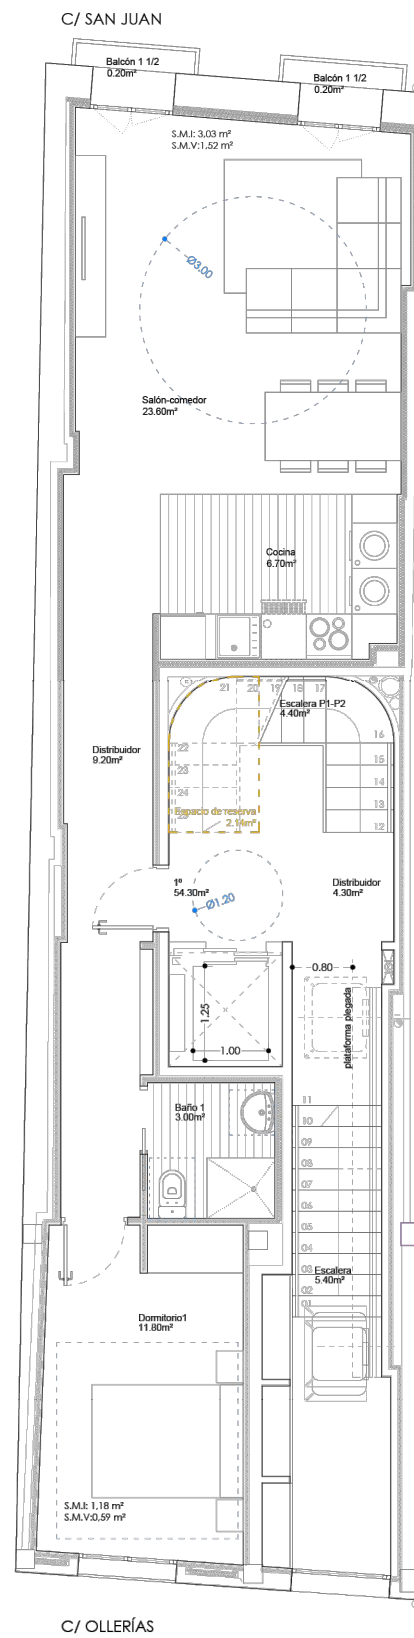 C/ SAN JUAN
Balcón 1 1/2
0.20m²
Balcón 1 1/2
0.20m²
S.M.I: 3,03 m²
S.M.V:1,52 m²
Ø3.00
Salón-comedor
23.60m²
Cocina
6.70m²
21
20
19
18
17
Escalera P1-P2
4.40m²
16
22
15
23
14
24
13
12
Distribuidor
9.20m²
Espacio de reserva
2.14m²
1º
54.30m²
Distribuidor
4.30m²
Ø1.20
0.80
1.25
1.00
plataforma plegada
11
10
09
08
07
06
05
04
03
02
01
Baño 1
3.00m²
Escalera
5.40m²
Dormitorio1
11.80m²
S.M.I: 1,18 m²
S.M.V:0,59 m²
C/ OLLERÍAS